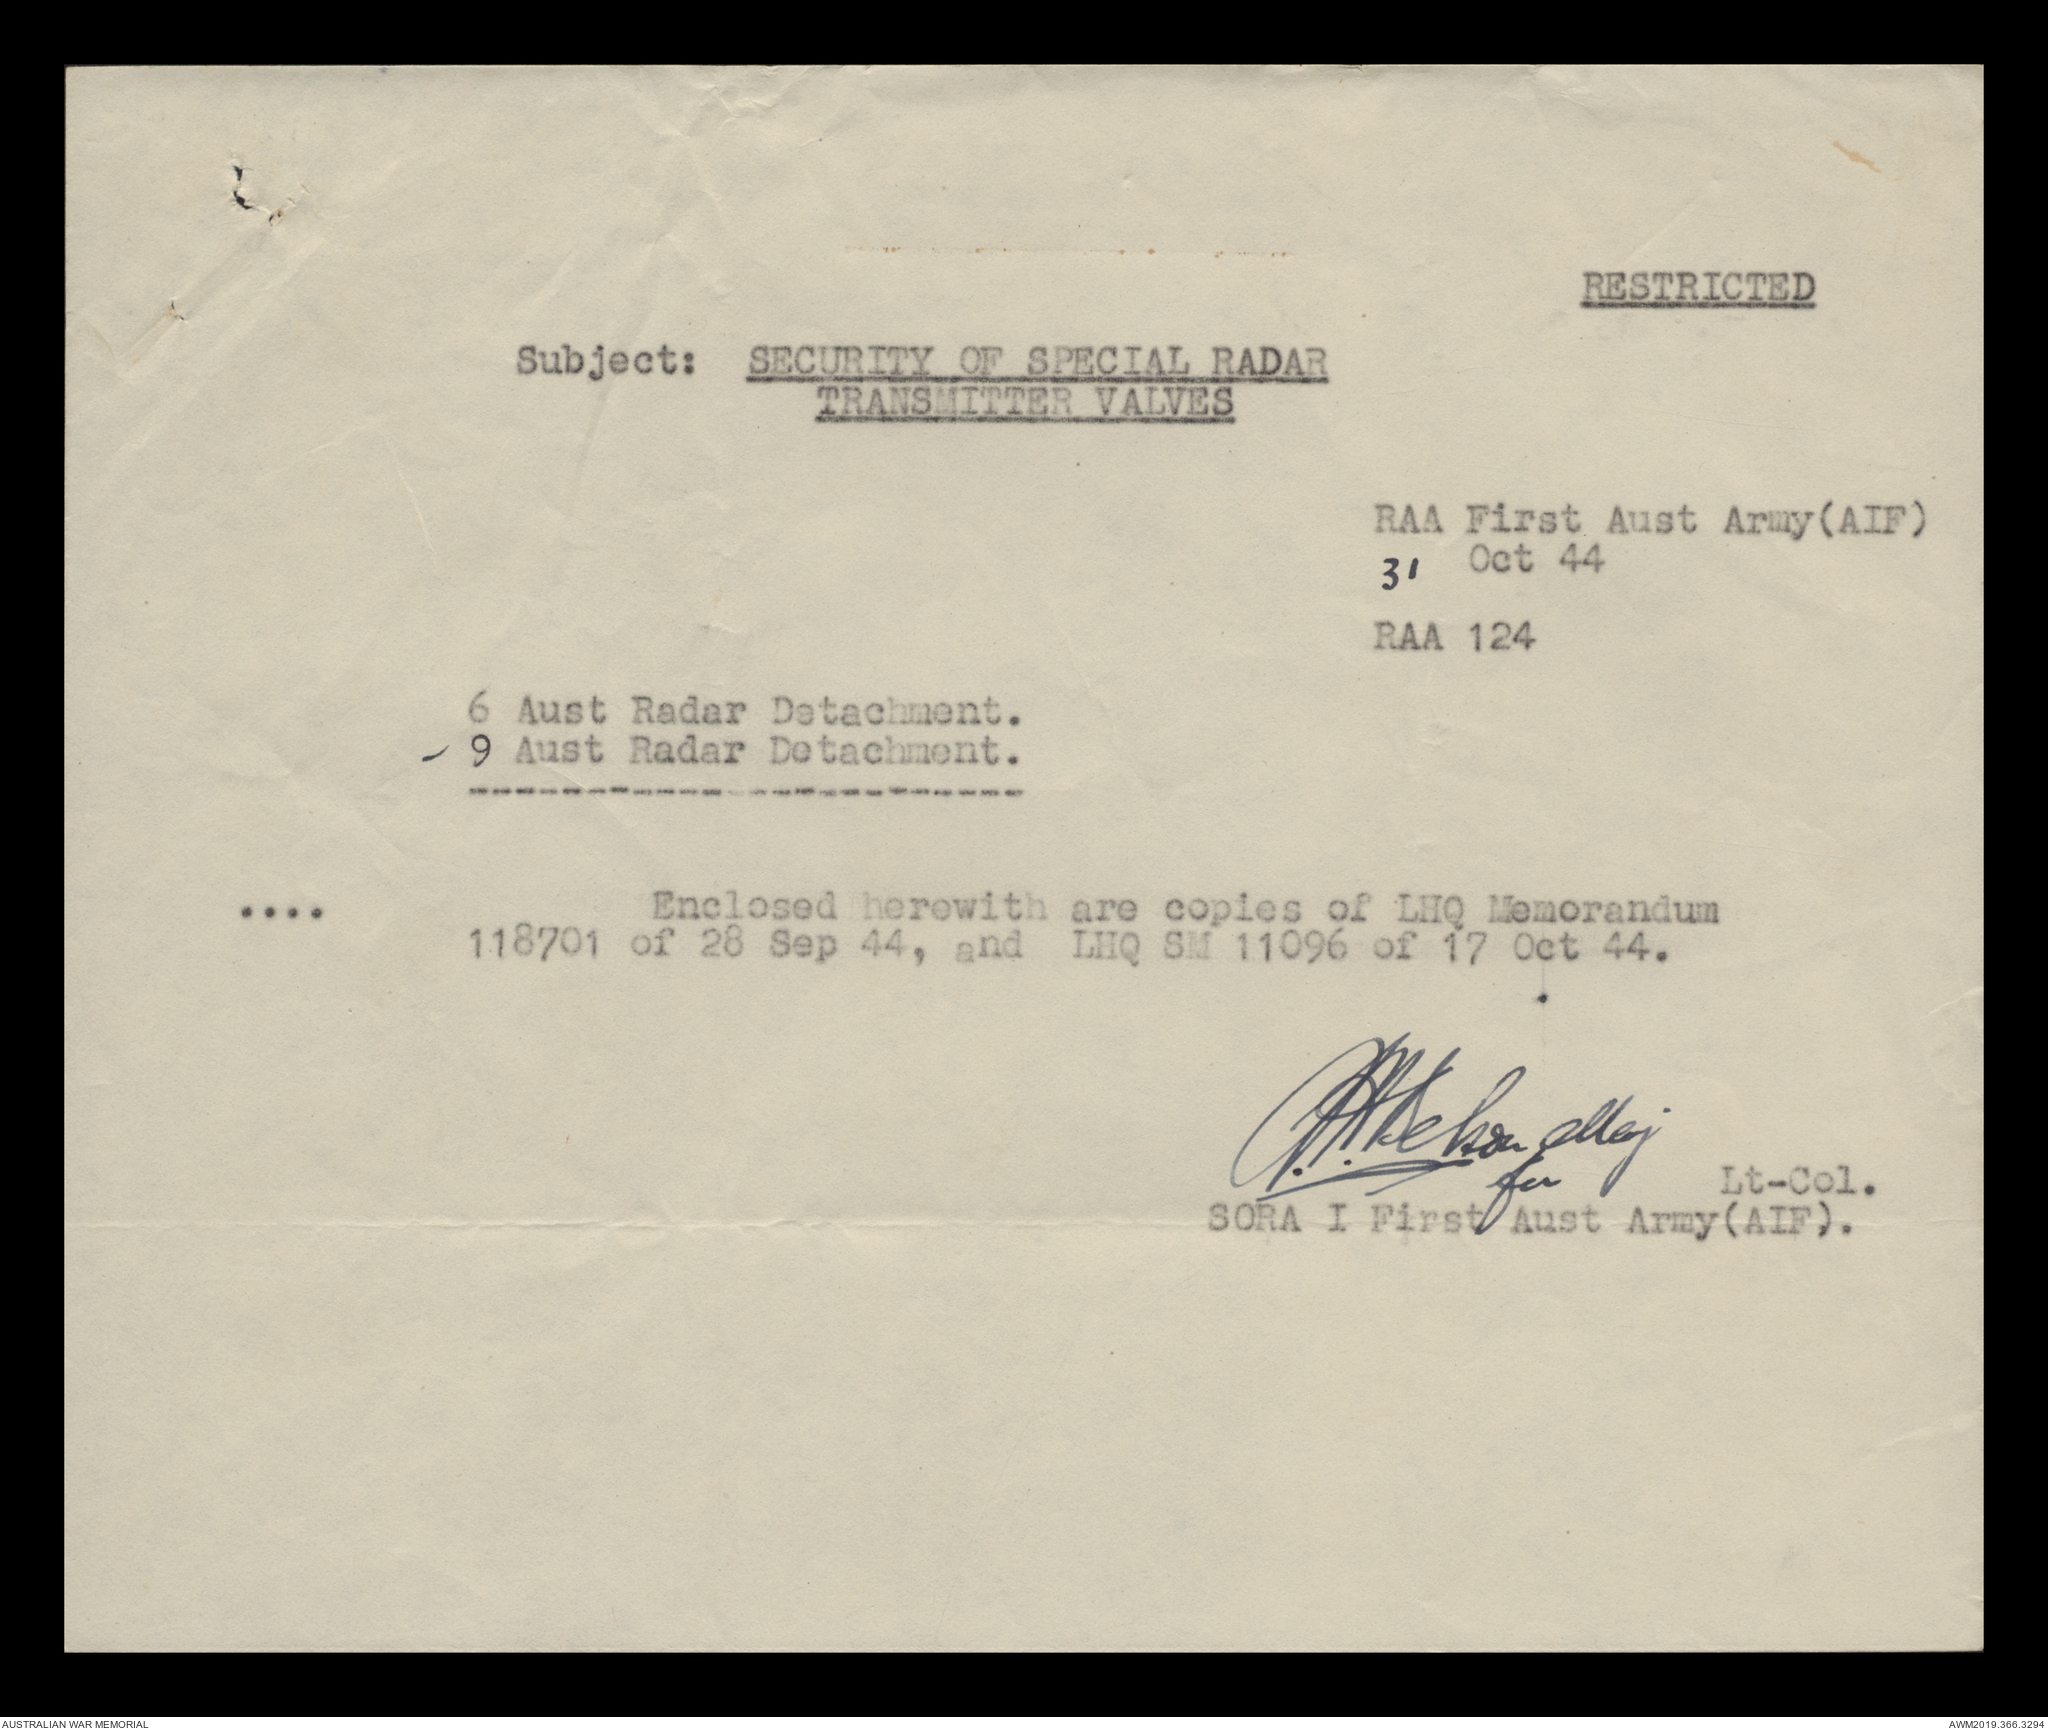 RESTRICTED
Subject: SECURITY OF SPECIAL RADAR
TRANSMITTER VALVES
RAA First Aust Army(AIF)
31 Oct 44
RAA 124
6 Aust Radar Detachment.
- 9 Aust Radar Detachment.
------------------------
.... Enclosed herewith are copies of LHQ Memorandum
118701 of 28 Sep 44, and LHQ SM 11096 of 17 Oct 44.
Maj
for Lt-Col.
SORA I First Aust Army(AIF).
AUSTRALIAN WAR MEMORIAL
AWM2019.366.3294